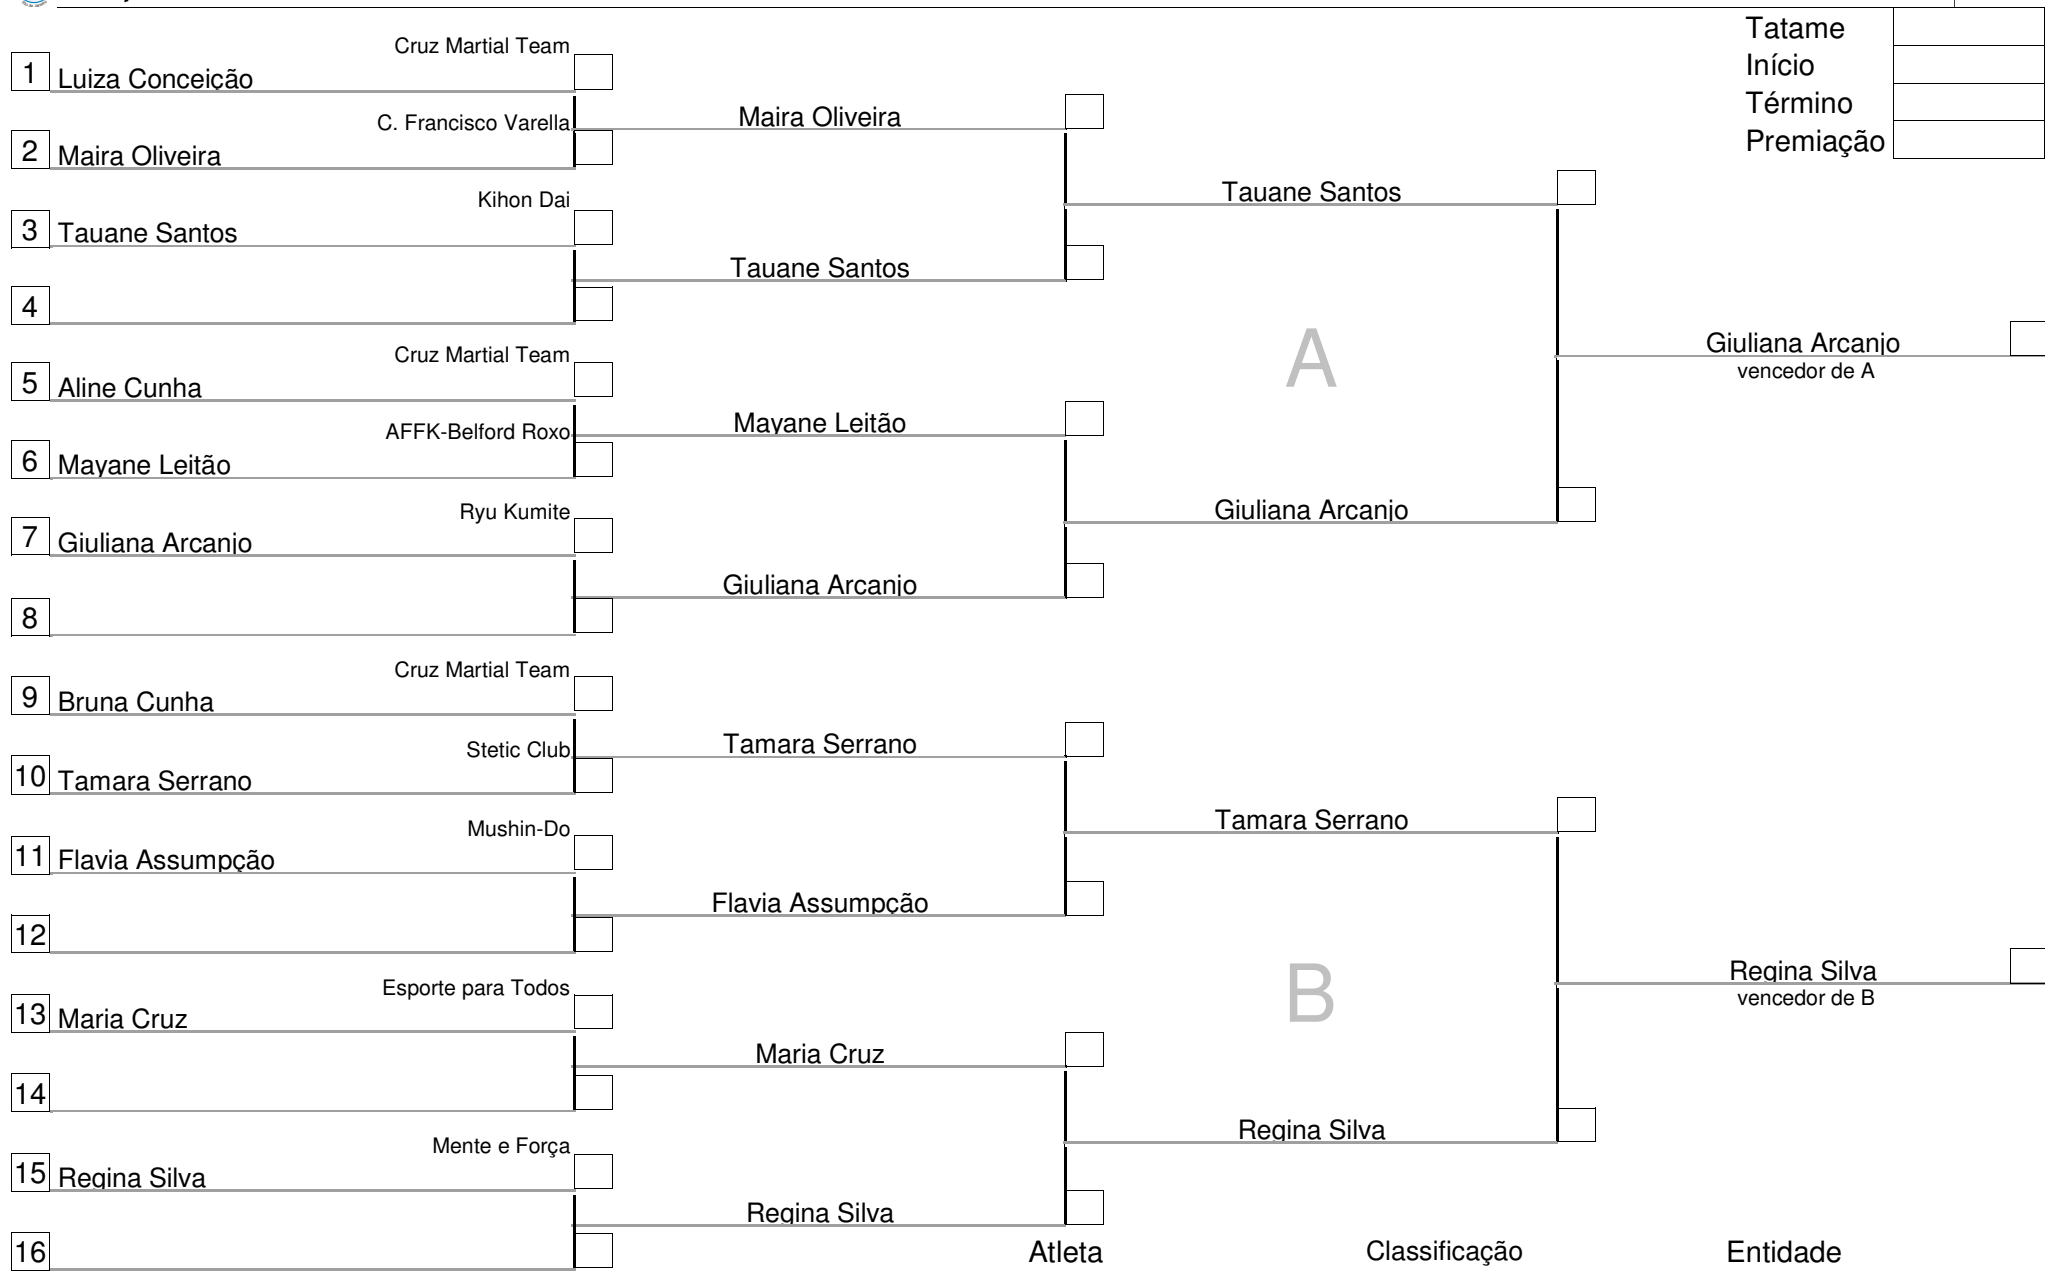 Tatame
Início
Término
Premiação
Cruz Martial Team
1 Luiza Conceição
C. Francisco Varella
2 Maira Oliveira
Maira Oliveira
Kihon Dai
3 Tauane Santos
Tauane Santos
4
Tauane Santos
Cruz Martial Team
5 Aline Cunha
AFFK-Belford Roxo
6 Mayane Leitão
Mayane Leitão
Ryu Kumite
7 Giuliana Arcanjo
Giuliana Arcanjo
8
Giuliana Arcanjo
A
Giuliana Arcanjo
vencedor de A
Cruz Martial Team
9 Bruna Cunha
Stetic Club
10 Tamara Serrano
Tamara Serrano
Mushin-Do
11 Flavia Assumpção
Tamara Serrano
12
Flavia Assumpção
Esporte para Todos
13 Maria Cruz
Maria Cruz
14
B
Regina Silva
vencedor de B
Mente e Força
15 Regina Silva
Regina Silva
16
Regina Silva
Atleta Classificação Entidade